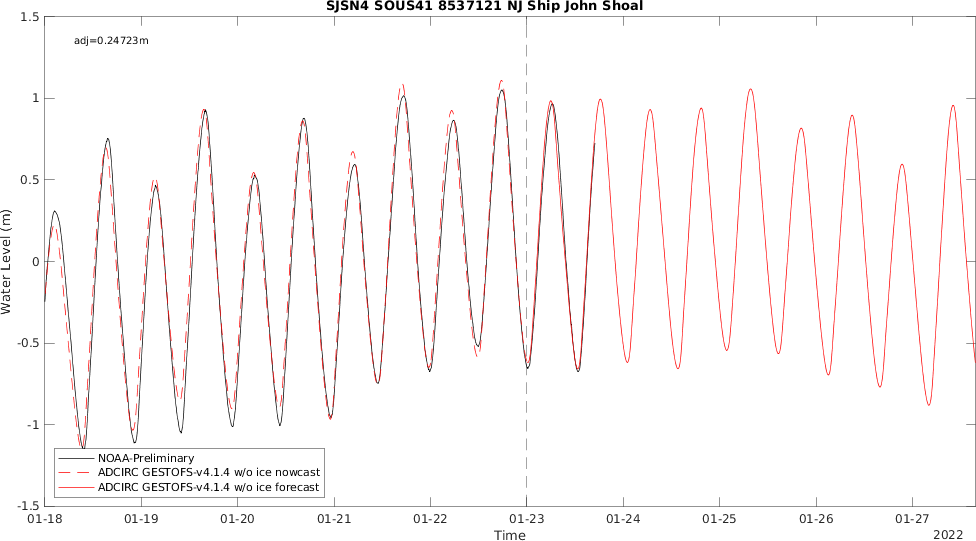 SJSN4 SOUS41 8537121 NJ Ship John Shoal
adj=0.24723m
1.5
1
0.5
0
-0.5
-1
-1.5
Water Level (m)
NOAA-Preliminary
ADCIRC GESTOFS-v4.1.4 w/o ice nowcast
ADCIRC GESTOFS-v4.1.4 w/o ice forecast
01-18 01-19 01-20 01-21 01-22 01-23 01-24 01-25 01-26 01-27
Time
2022